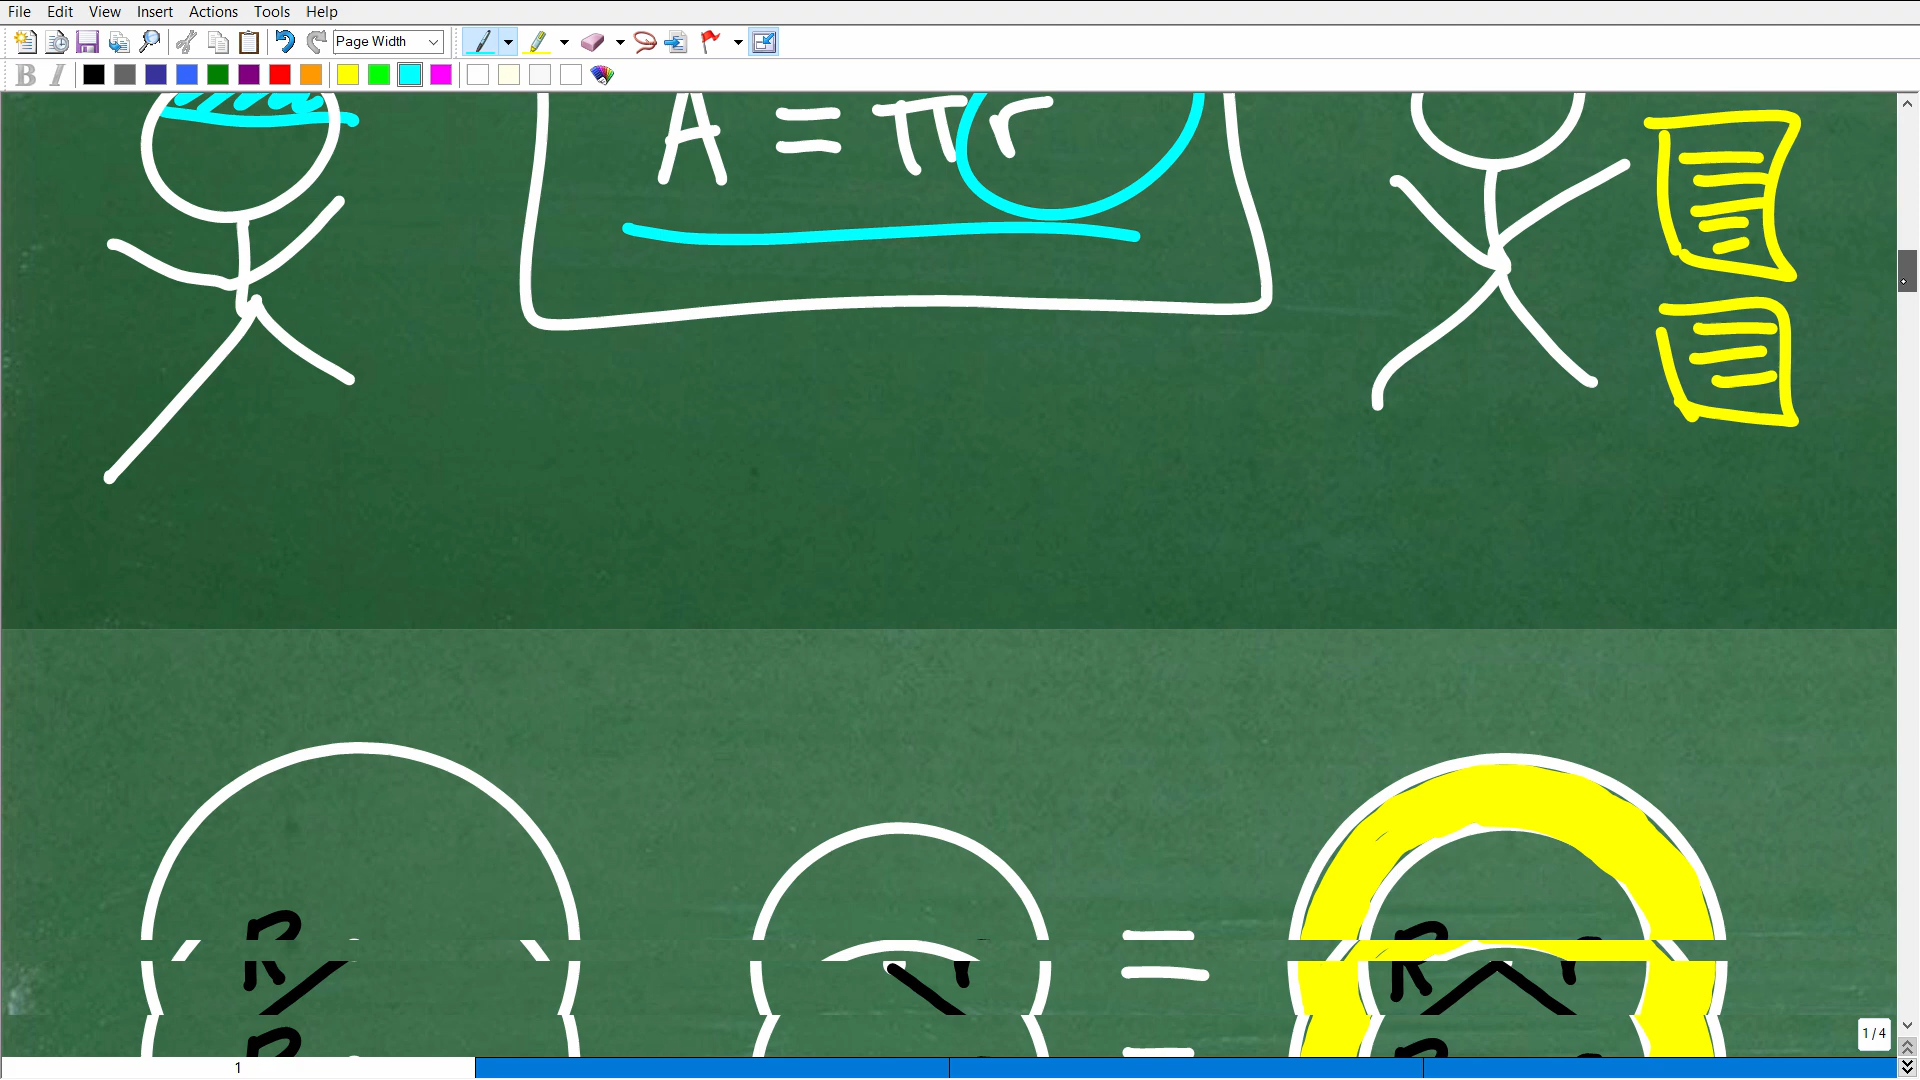 File Edit View Insert Actions Tools Help
Page Width
B I
A = πr
R r = R r
R = R
1 / 4
1